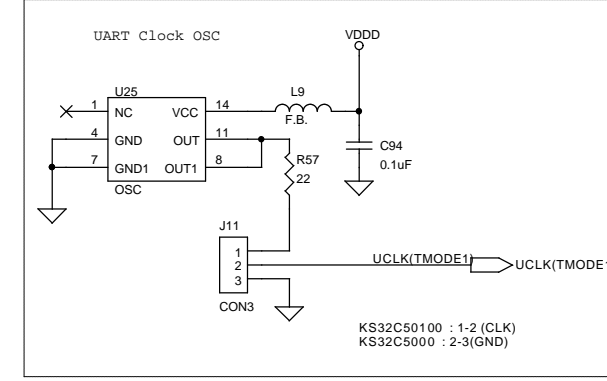 UART Clock OSC
VDDD
U25
L9
1 NC VCC 14
F.B.
4 GND OUT 11
C94
7 GND1 OUT1 8
R57
0.1uF
22
OSC
J11
1
2
3
UCLK(TMODE1)
UCLK(TMODE1
CON3
KS32C50100 : 1-2 (CLK)
KS32C5000 : 2-3(GND)